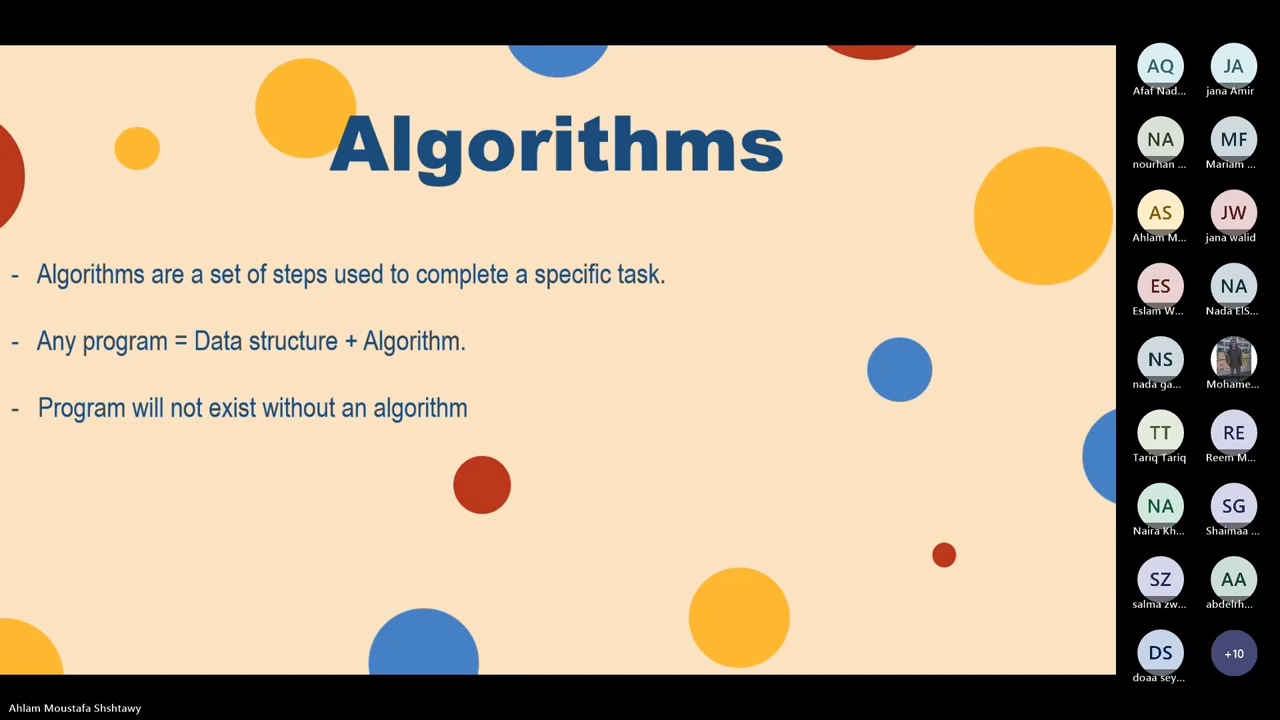 Algorithms
- Algorithms are a set of steps used to complete a specific task.
- Any program = Data structure + Algorithm.
- Program will not exist without an algorithm
AQ
Afaf Nad...
JA
jana Amir
NA
nourhan ...
MF
Mariam ...
AS
Ahlam M...
JW
jana walid
ES
Eslam W...
NA
Nada ElS...
NS
nada ga...
Mohame...
TT
Tariq Tariq
RE
Reem M...
NA
Naira Kh...
SG
Shaimaa ...
SZ
salma zw...
AA
abdelrh...
DS
doaa sey...
+10
Ahlam Moustafa Shshtawy